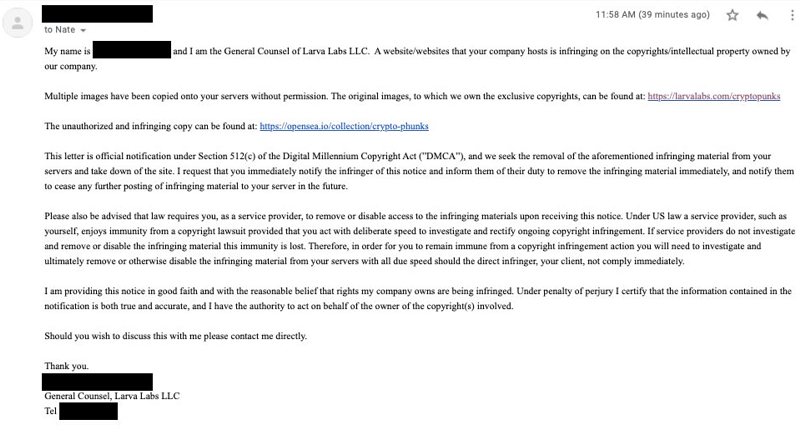 11:58 AM (39 minutes ago)
to Nate
My name is and I am the General Counsel of Larva Labs LLC. A website/websites that your company hosts is infringing on the copyrights/intellectual property owned by
our company.
Multiple images have been copied onto your servers without permission. The original images, to which we own the exclusive copyrights, can be found at: https://larvalabs.com/cryptopunks
The unauthorized and infringing copy can be found at: https://opensea.io/collection/crypto-phunks
This letter is official notification under Section 512(c) of the Digital Millennium Copyright Act ("DMCA"), and we seek the removal of the aforementioned infringing material from your
servers and take down of the site. I request that you immediately notify the infringer of this notice and inform them of their duty to remove the infringing material immediately, and notify them
to cease any further posting of infringing material to your server in the future.
Please also be advised that law requires you, as a service provider, to remove or disable access to the infringing materials upon receiving this notice. Under US law a service provider, such as
yourself, enjoys immunity from a copyright lawsuit provided that you act with deliberate speed to investigate and rectify ongoing copyright infringement. If service providers do not investigate
and remove or disable the infringing material this immunity is lost. Therefore, in order for you to remain immune from a copyright infringement action you will need to investigate and
ultimately remove or otherwise disable the infringing material from your servers with all due speed should the direct infringer, your client, not comply immediately.
I am providing this notice in good faith and with the reasonable belief that rights my company owns are being infringed. Under penalty of perjury I certify that the information contained in the
notification is both true and accurate, and I have the authority to act on behalf of the owner of the copyright(s) involved.
Should you wish to discuss this with me please contact me directly.
Thank you.
General Counsel, Larva Labs LLC
Tel